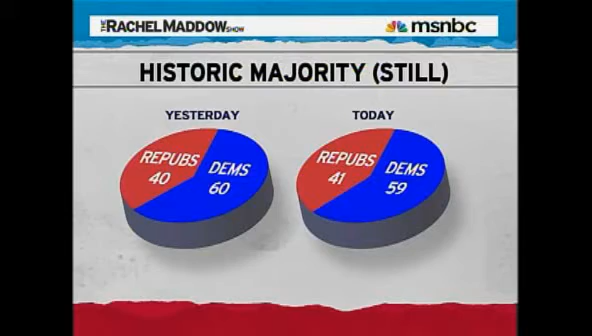 THE RACHEL MADDOW SHOW
msnbc
HISTORIC MAJORITY (STILL)
YESTERDAY
TODAY
REPUBS
40
DEMS
60
REPUBS
41
DEMS
59